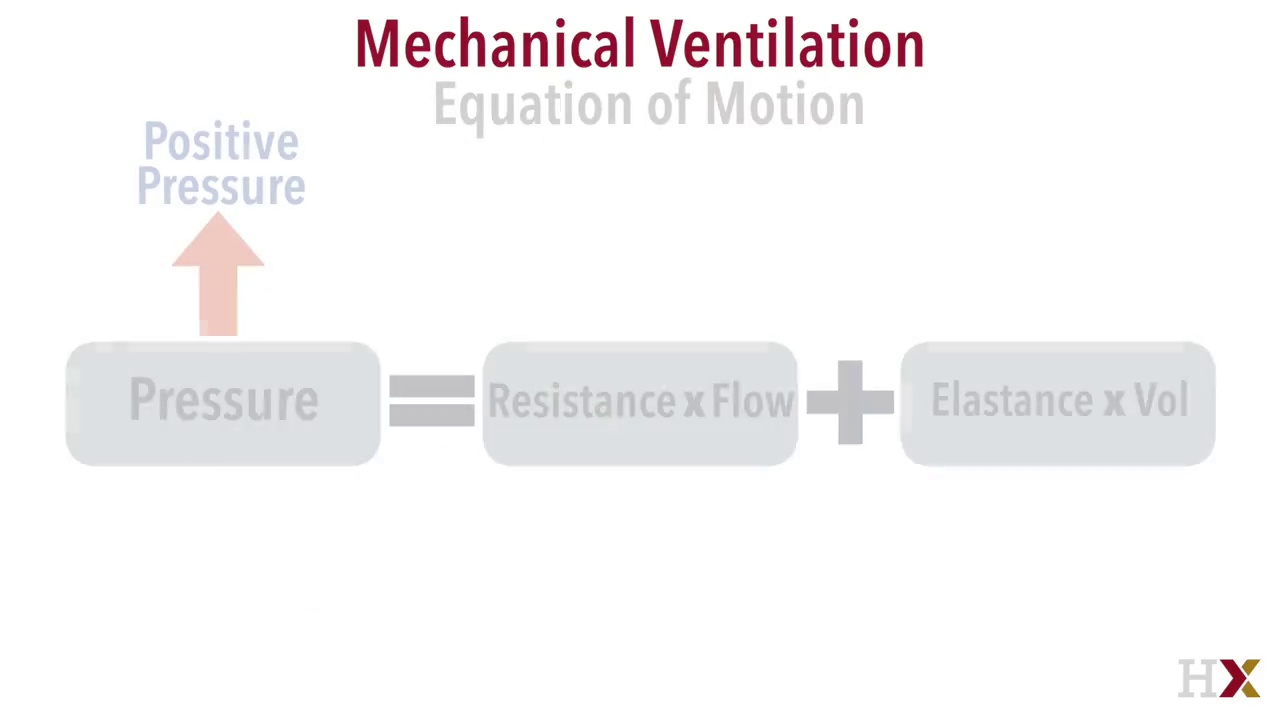 Mechanical Ventilation
Equation of Motion
Positive
Pressure
Pressure = Resistance x Flow + Elastance x Vol
HX